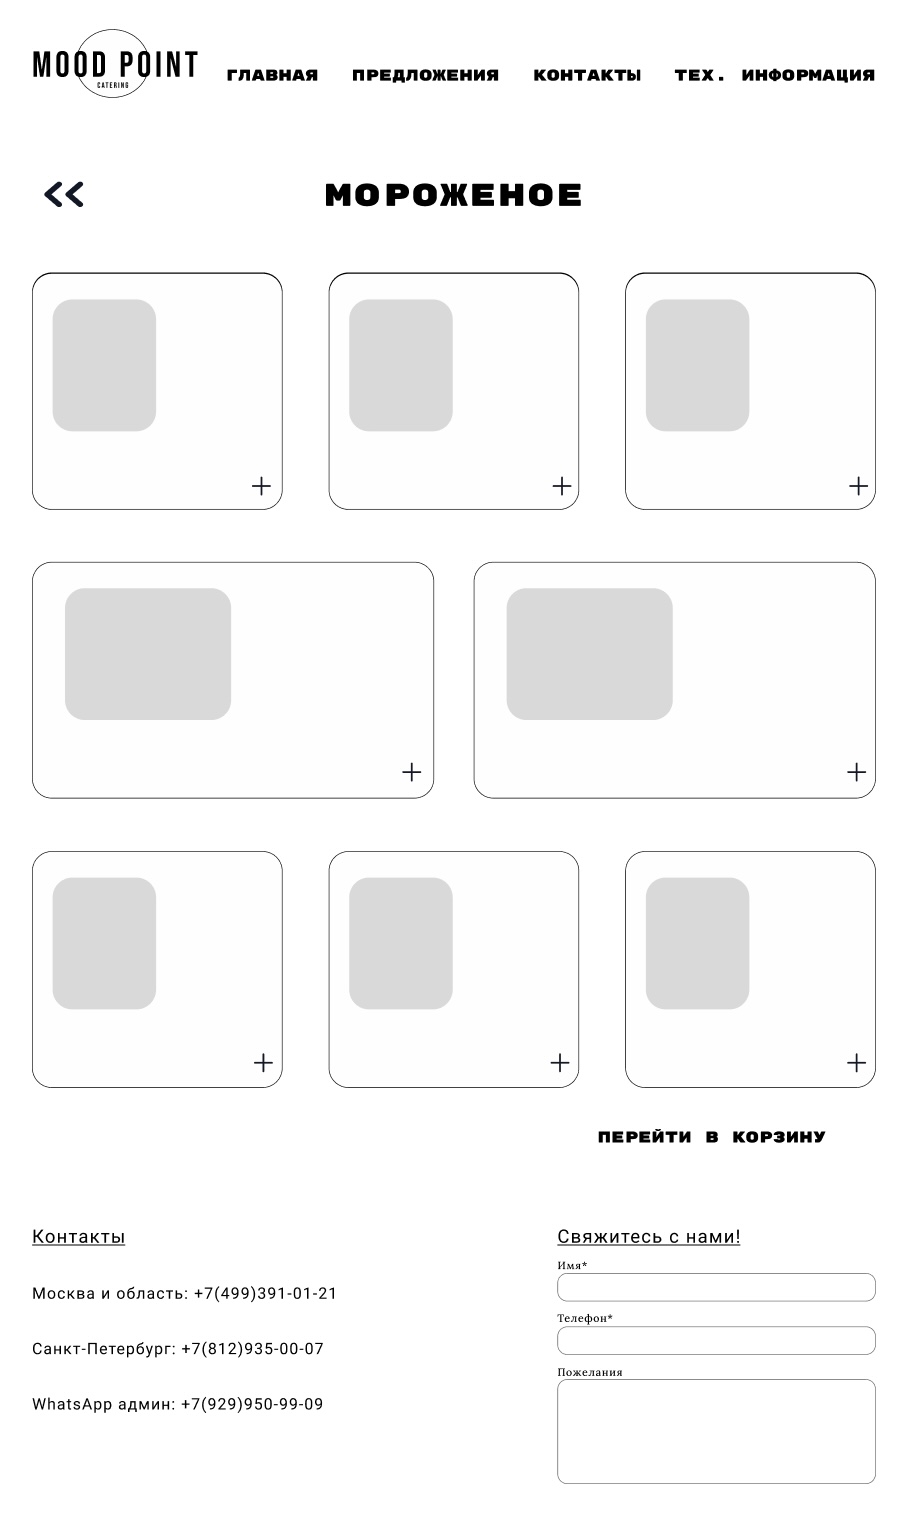 MOOD POINT
CATERING
ГЛАВНАЯ ПРЕДЛОЖЕНИЯ КОНТАКТЫ ТЕХ. ИНФОРМАЦИЯ
МОРОЖЕНОЕ
ПЕРЕЙТИ В КОРЗИНУ
Контакты
Москва и область: +7(499)391-01-21
Санкт-Петербург: +7(812)935-00-07
WhatsApp админ: +7(929)950-99-09
Свяжитесь с нами!
Имя*
Телефон*
Пожелания